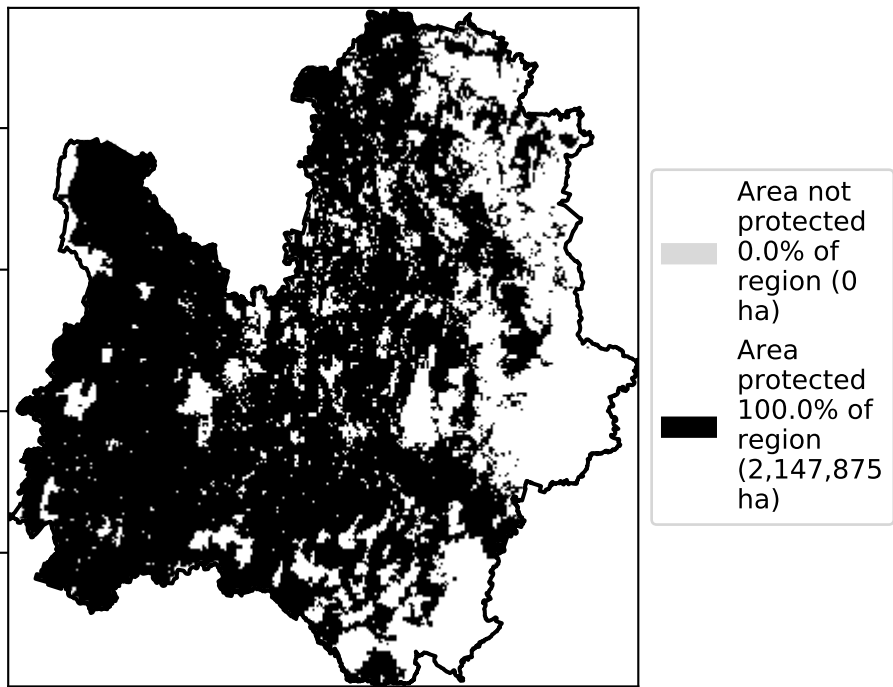 Area not
protected
0.0% of
region (0
ha)
Area
protected
100.0% of
region
(2,147,875
ha)